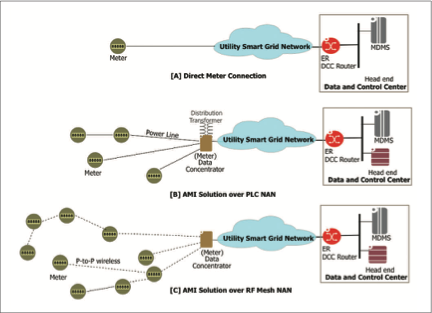 Meter
Utility Smart Grid Network
ER
DCC Router
MDMS
Head end
Data and Control Center
[A] Direct Meter Connection
Distribution
Transformer
Power Line
Meter
(Meter)
Data
Concentrator
Utility Smart Grid Network
ER
DCC Router
MDMS
Head end
Data and Control Center
[B] AMI Solution over PLC NAN
P-to-P wireless
Meter
(Meter)
Data
Concentrator
Utility Smart Grid Network
ER
DCC Router
MDMS
Head end
Data and Control Center
[C] AMI Solution over RF Mesh NAN